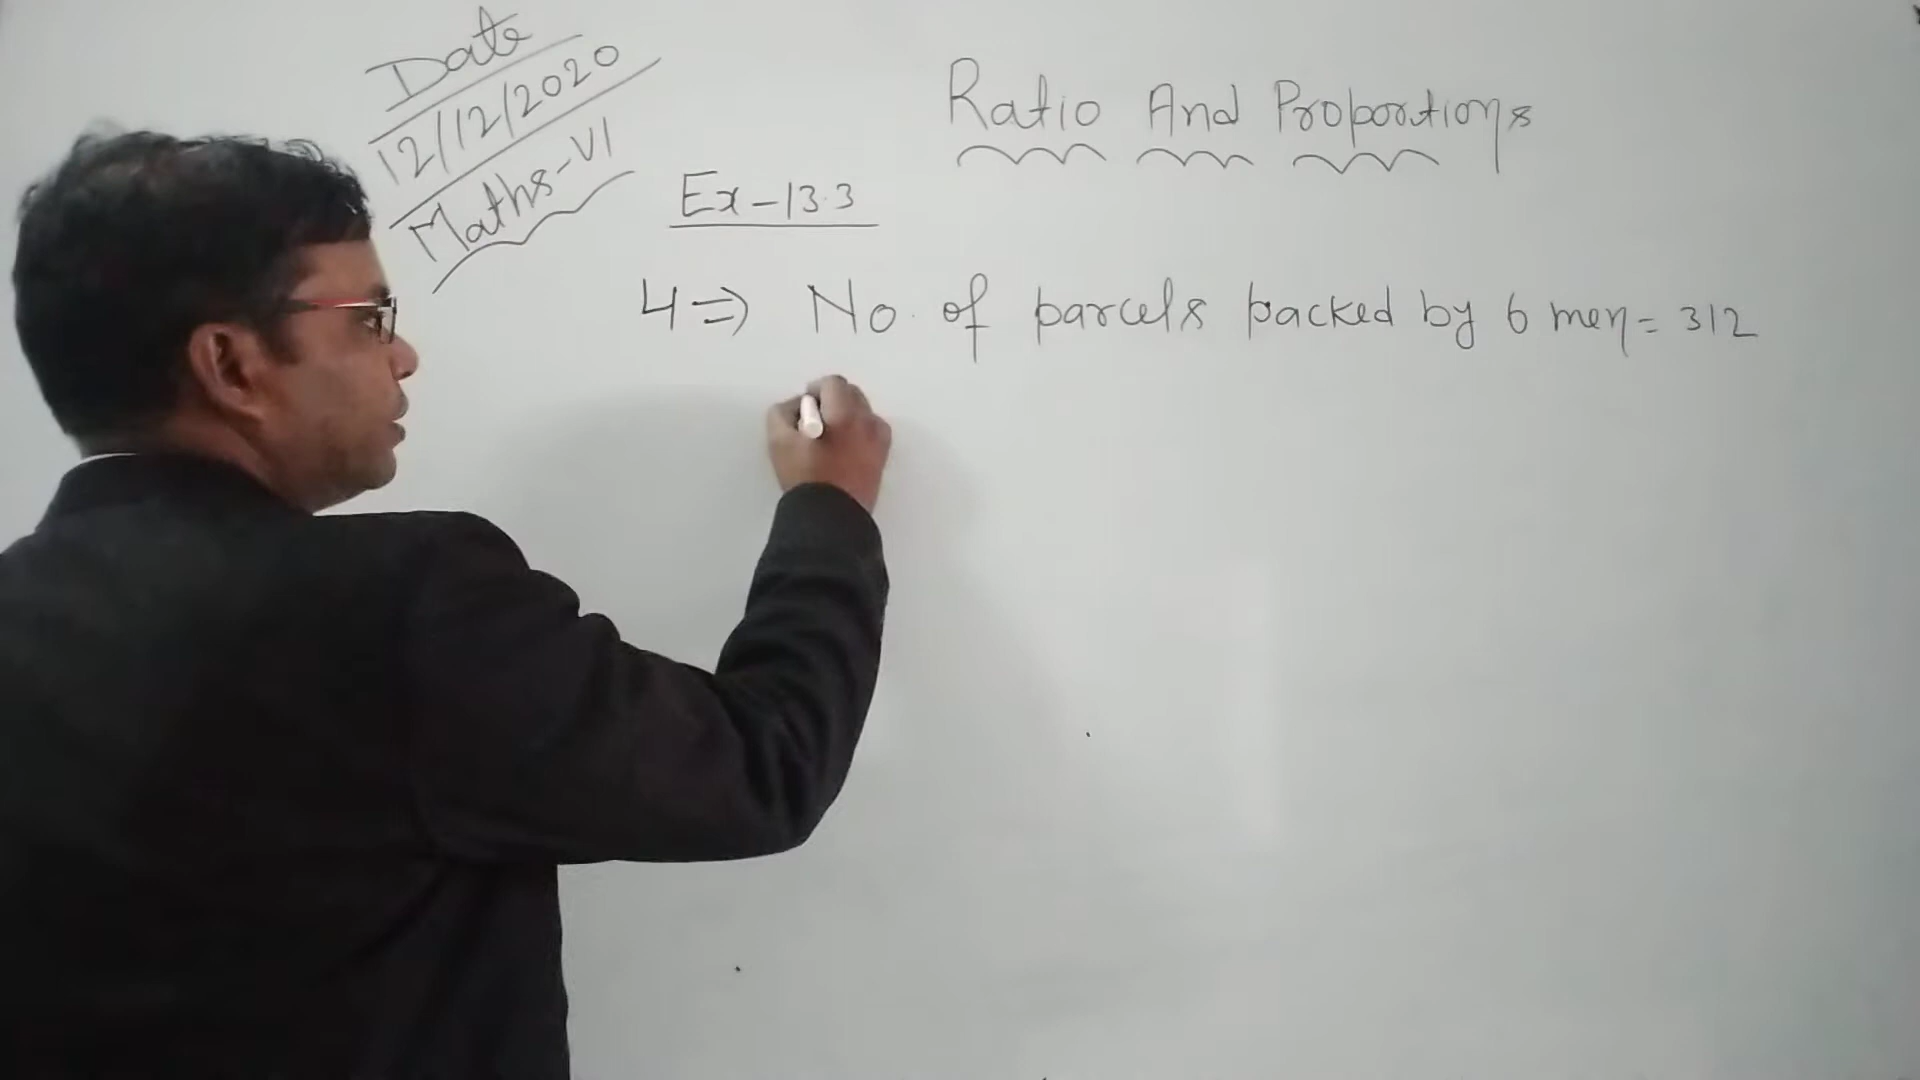 Date
12/12/2020
Maths-VI
Ratio And Proportions
Ex-13.3
4⇒ No. of parcels packed by 6 men = 312